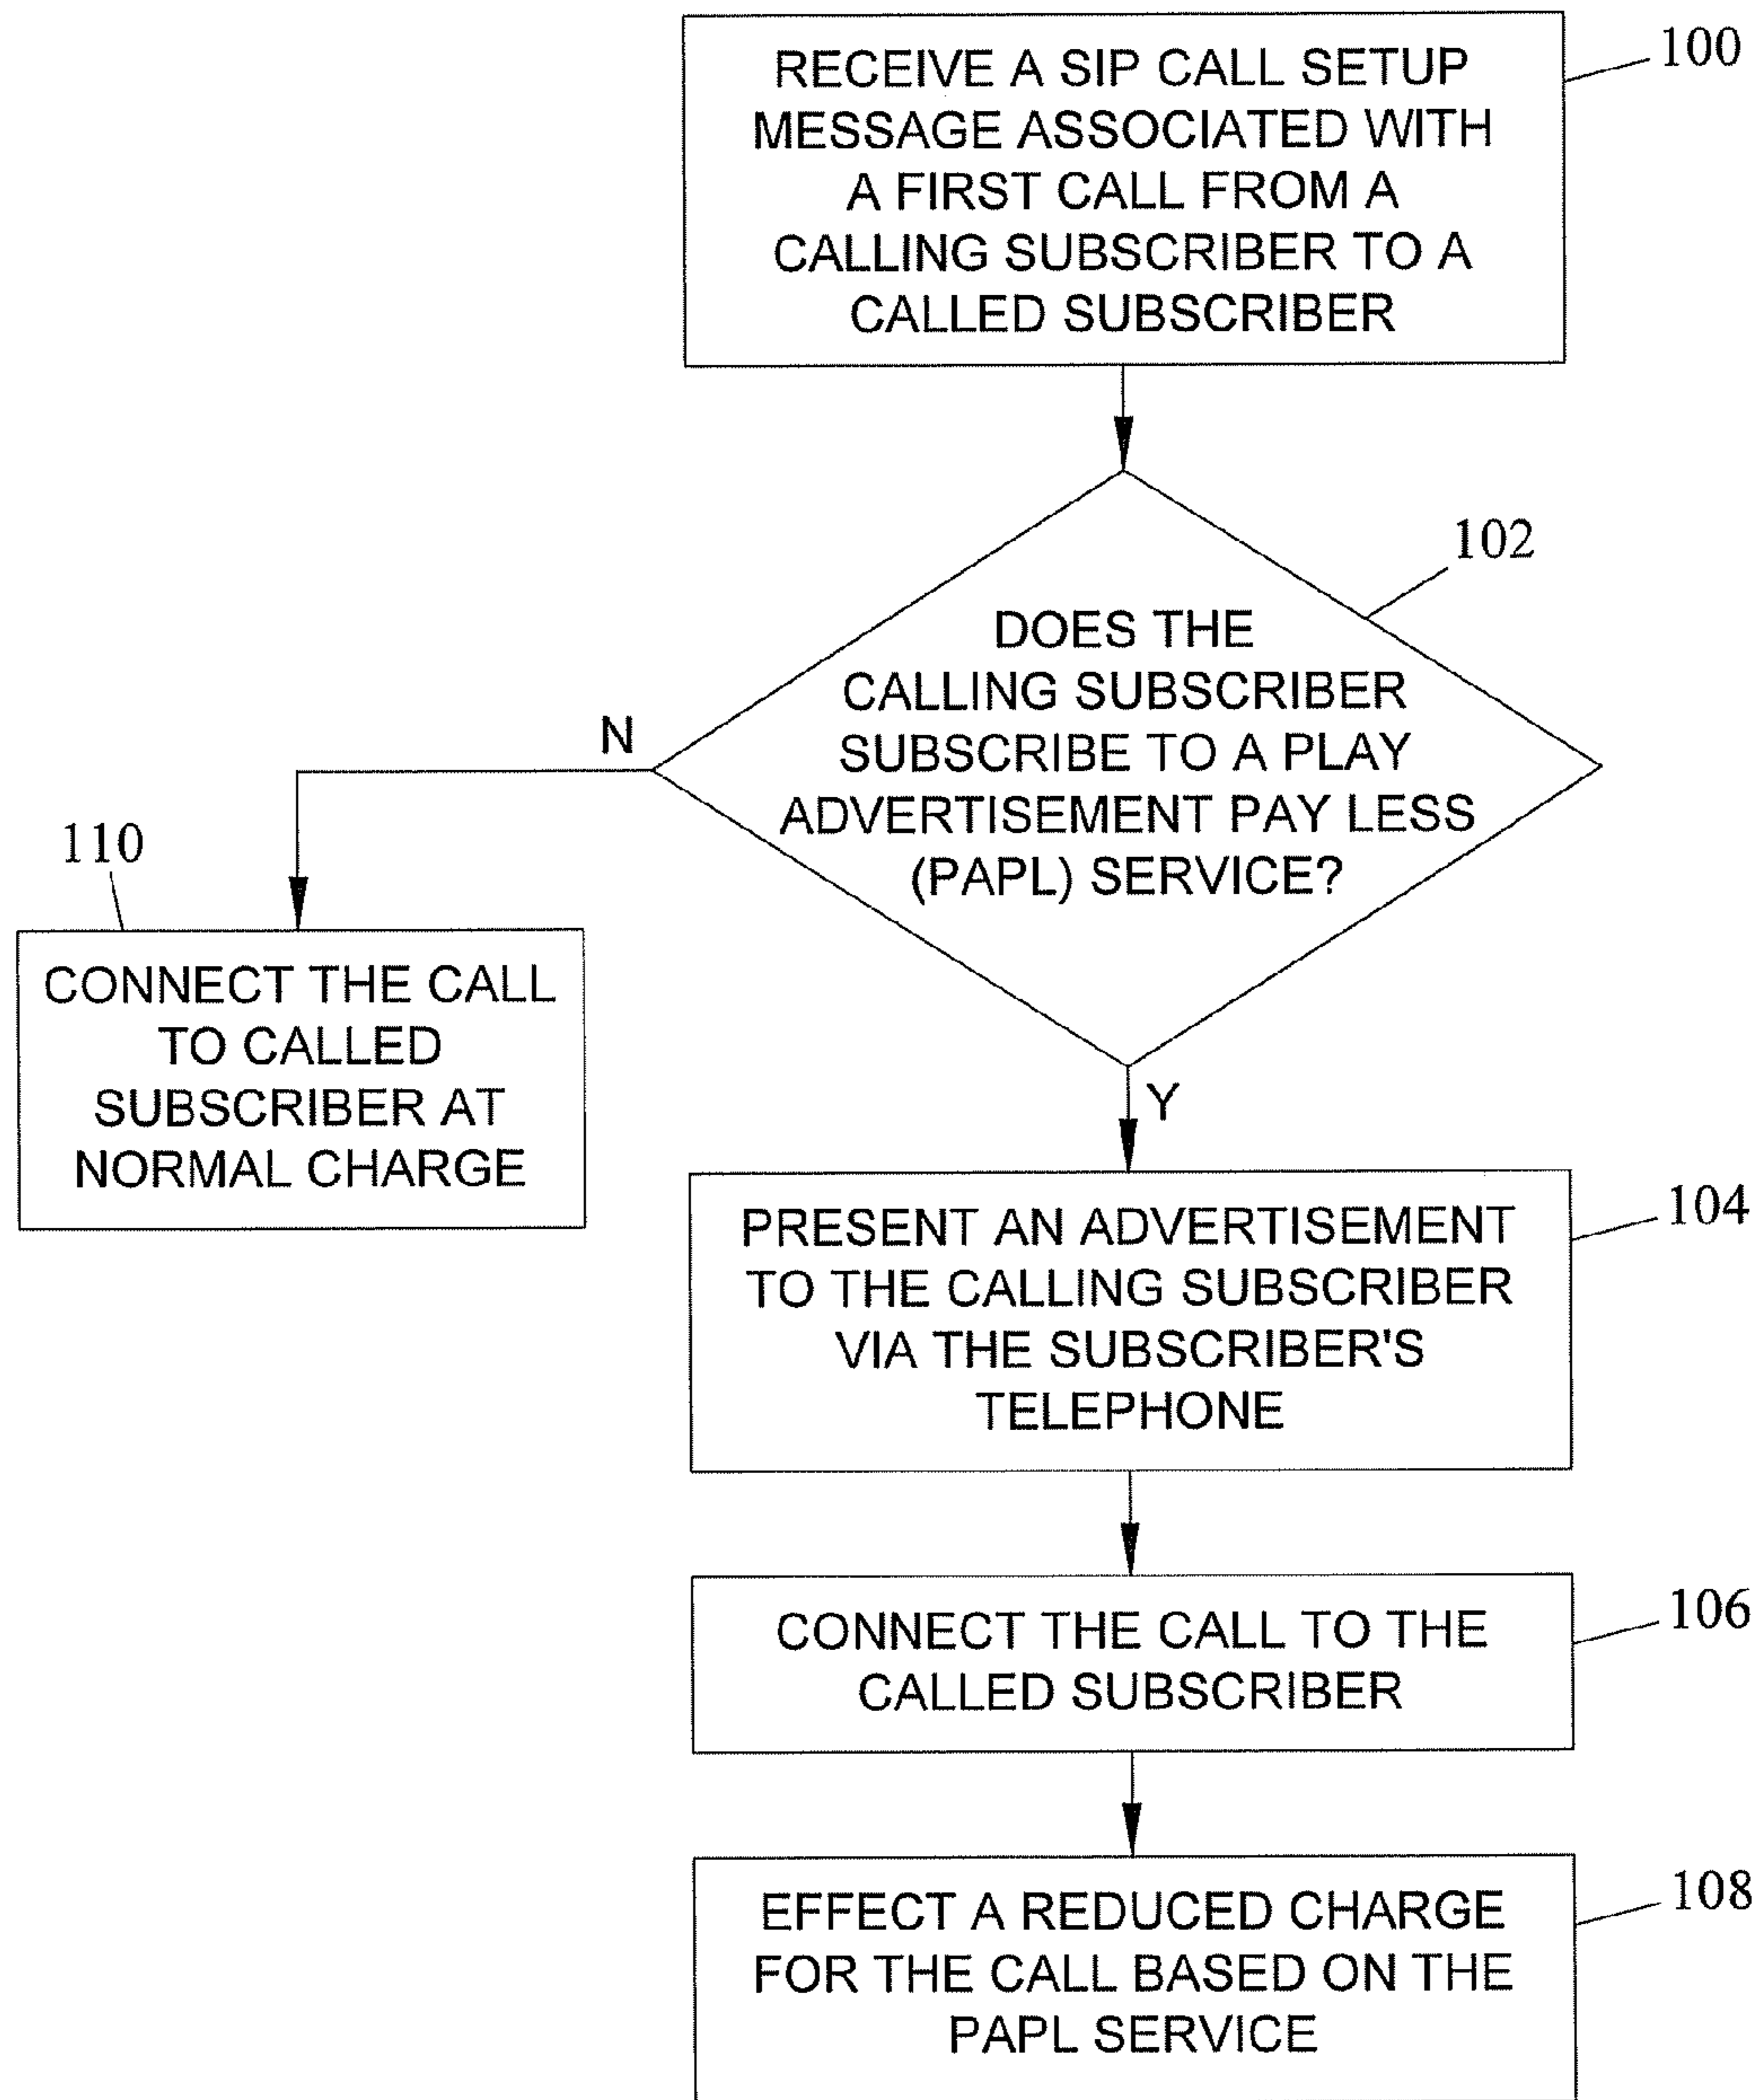 RECEIVE A SIP CALL SETUP
MESSAGE ASSOCIATED WITH
A FIRST CALL FROM A
CALLING SUBSCRIBER TO A
CALLED SUBSCRIBER
100
102
DOES THE
CALLING SUBSCRIBER
SUBSCRIBE TO A PLAY
ADVERTISEMENT PAY LESS
(PAPL) SERVICE?
N
110
CONNECT THE CALL
TO CALLED
SUBSCRIBER AT
NORMAL CHARGE
Y
PRESENT AN ADVERTISEMENT
TO THE CALLING SUBSCRIBER
VIA THE SUBSCRIBER'S
TELEPHONE
104
CONNECT THE CALL TO THE
CALLED SUBSCRIBER
106
EFFECT A REDUCED CHARGE
FOR THE CALL BASED ON THE
PAPL SERVICE
108